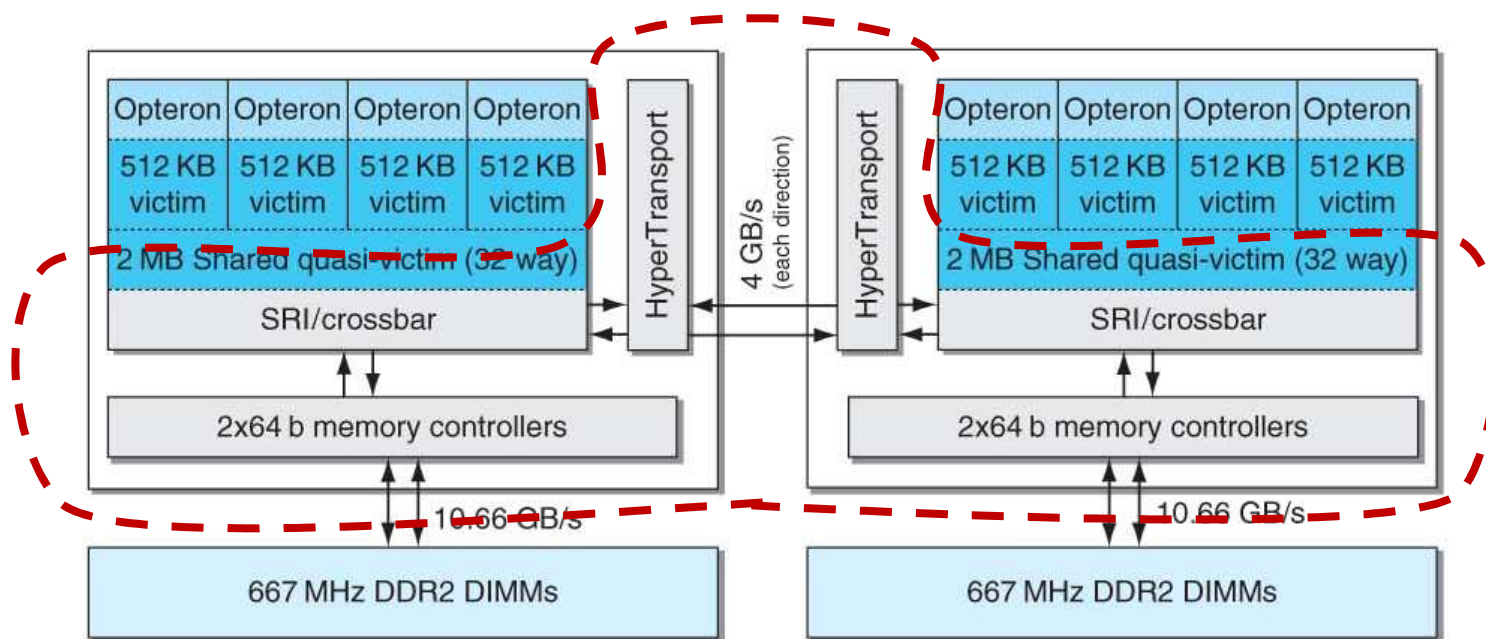 Opteron Opteron Opteron Opteron
512 KB 512 KB 512 KB 512 KB
victim victim victim victim
2 MB Shared quasi-victim (32 way)
SRI/crossbar
HyperTransport
2x64 b memory controllers
10.66 GB/s
667 MHz DDR2 DIMMs
4 GB/s
(each direction)
HyperTransport
Opteron Opteron Opteron Opteron
512 KB 512 KB 512 KB 512 KB
victim victim victim victim
2 MB Shared quasi-victim (32 way)
SRI/crossbar
2x64 b memory controllers
10.66 GB/s
667 MHz DDR2 DIMMs